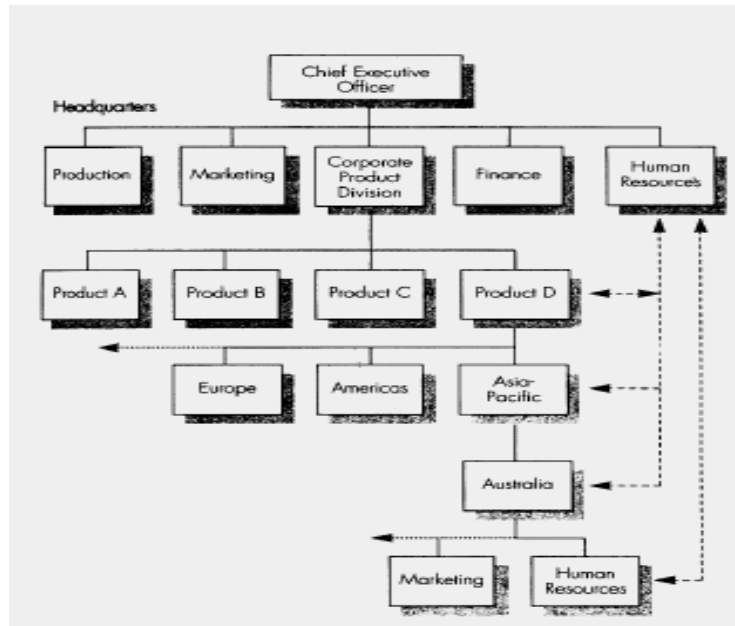 Chief Executive
Officer
Headquarters
Production
Marketing
Corporate
Product
Division
Finance
Human
Resources
Product A
Product B
Product C
Product D
Europe
Americas
Asia-
Pacific
Australia
Marketing
Human
Resources